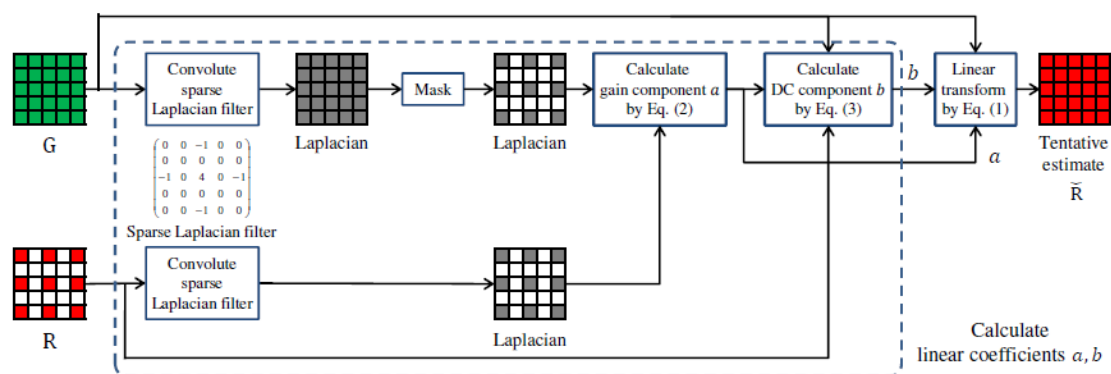 G
Convolute
sparse
Laplacian filter
Laplacian
Mask
Laplacian
Calculate
gain component a
by Eq. (2)
Calculate
DC component b
by Eq. (3)
b
Linear
transform
by Eq. (1)
a
Tentative
estimate
R̆
0 0 −1 0 0
0 0 0 0 0
−1 0 4 0 −1
0 0 0 0 0
0 0 −1 0 0
Sparse Laplacian filter
R
Convolute
sparse
Laplacian filter
Laplacian
Calculate
linear coefficients a, b